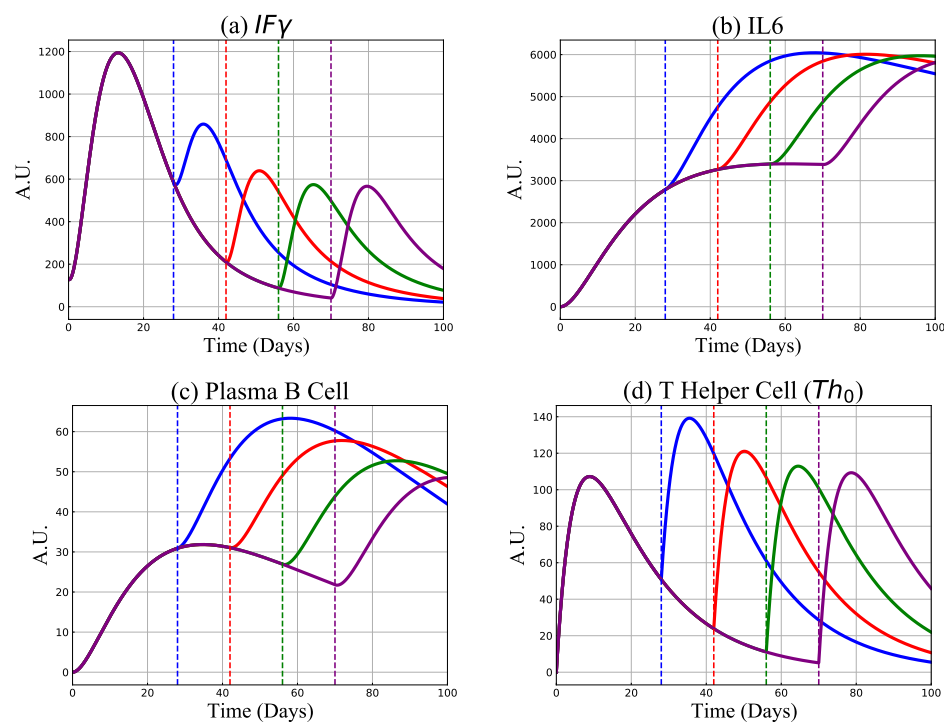 (a) IFγ
1200
1000
800
600
400
200
0
A.U.
0 20 40 60 80 100
Time (Days)
(b) IL6
6000
5000
4000
3000
2000
1000
0
A.U.
0 20 40 60 80 100
Time (Days)
(c) Plasma B Cell
60
50
40
30
20
10
0
A.U.
0 20 40 60 80 100
Time (Days)
(d) T Helper Cell (Th₀)
140
120
100
80
60
40
20
0
A.U.
0 20 40 60 80 100
Time (Days)